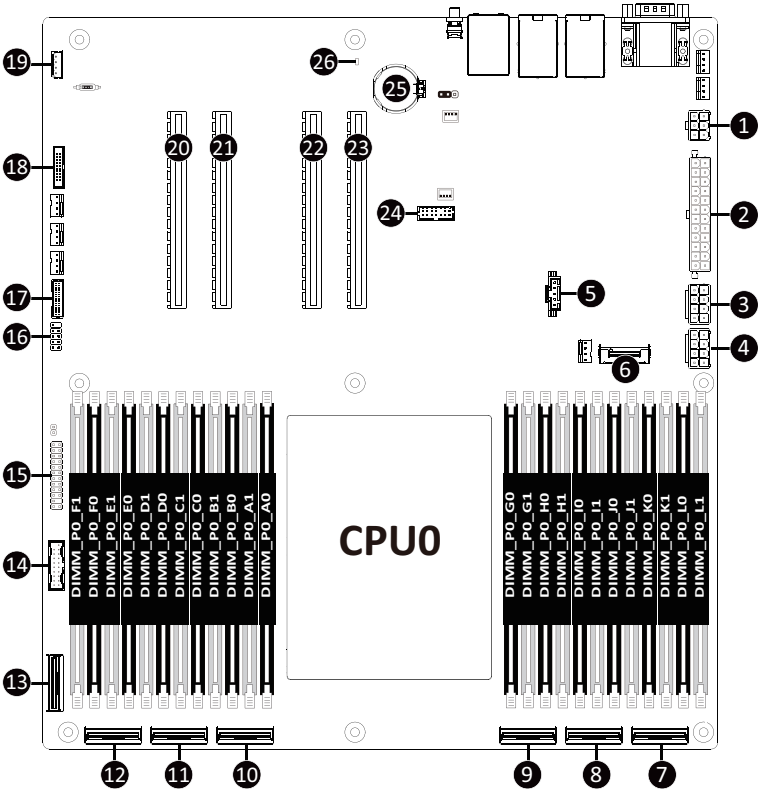 19
26
25
1
18
20
21
22
23
24
2
17
5
3
16
6
4
15
14
13
DIMM_P0_F1
DIMM_P0_F0
DIMM_P0_E1
DIMM_P0_E0
DIMM_P0_D1
DIMM_P0_D0
DIMM_P0_C1
DIMM_P0_C0
DIMM_P0_B1
DIMM_P0_B0
DIMM_P0_A1
DIMM_P0_A0
CPU0
DIMM_P0_G0
DIMM_P0_G1
DIMM_P0_H0
DIMM_P0_H1
DIMM_P0_I0
DIMM_P0_I1
DIMM_P0_J0
DIMM_P0_J1
DIMM_P0_K0
DIMM_P0_K1
DIMM_P0_L0
DIMM_P0_L1
12
11
10
9
8
7